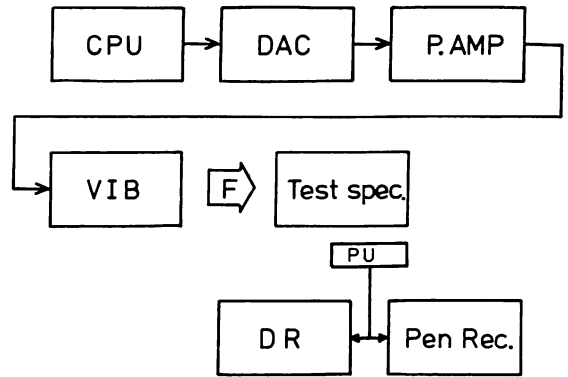 CPU DAC P.AMP
VIB F Test spec.
PU
DR Pen Rec.